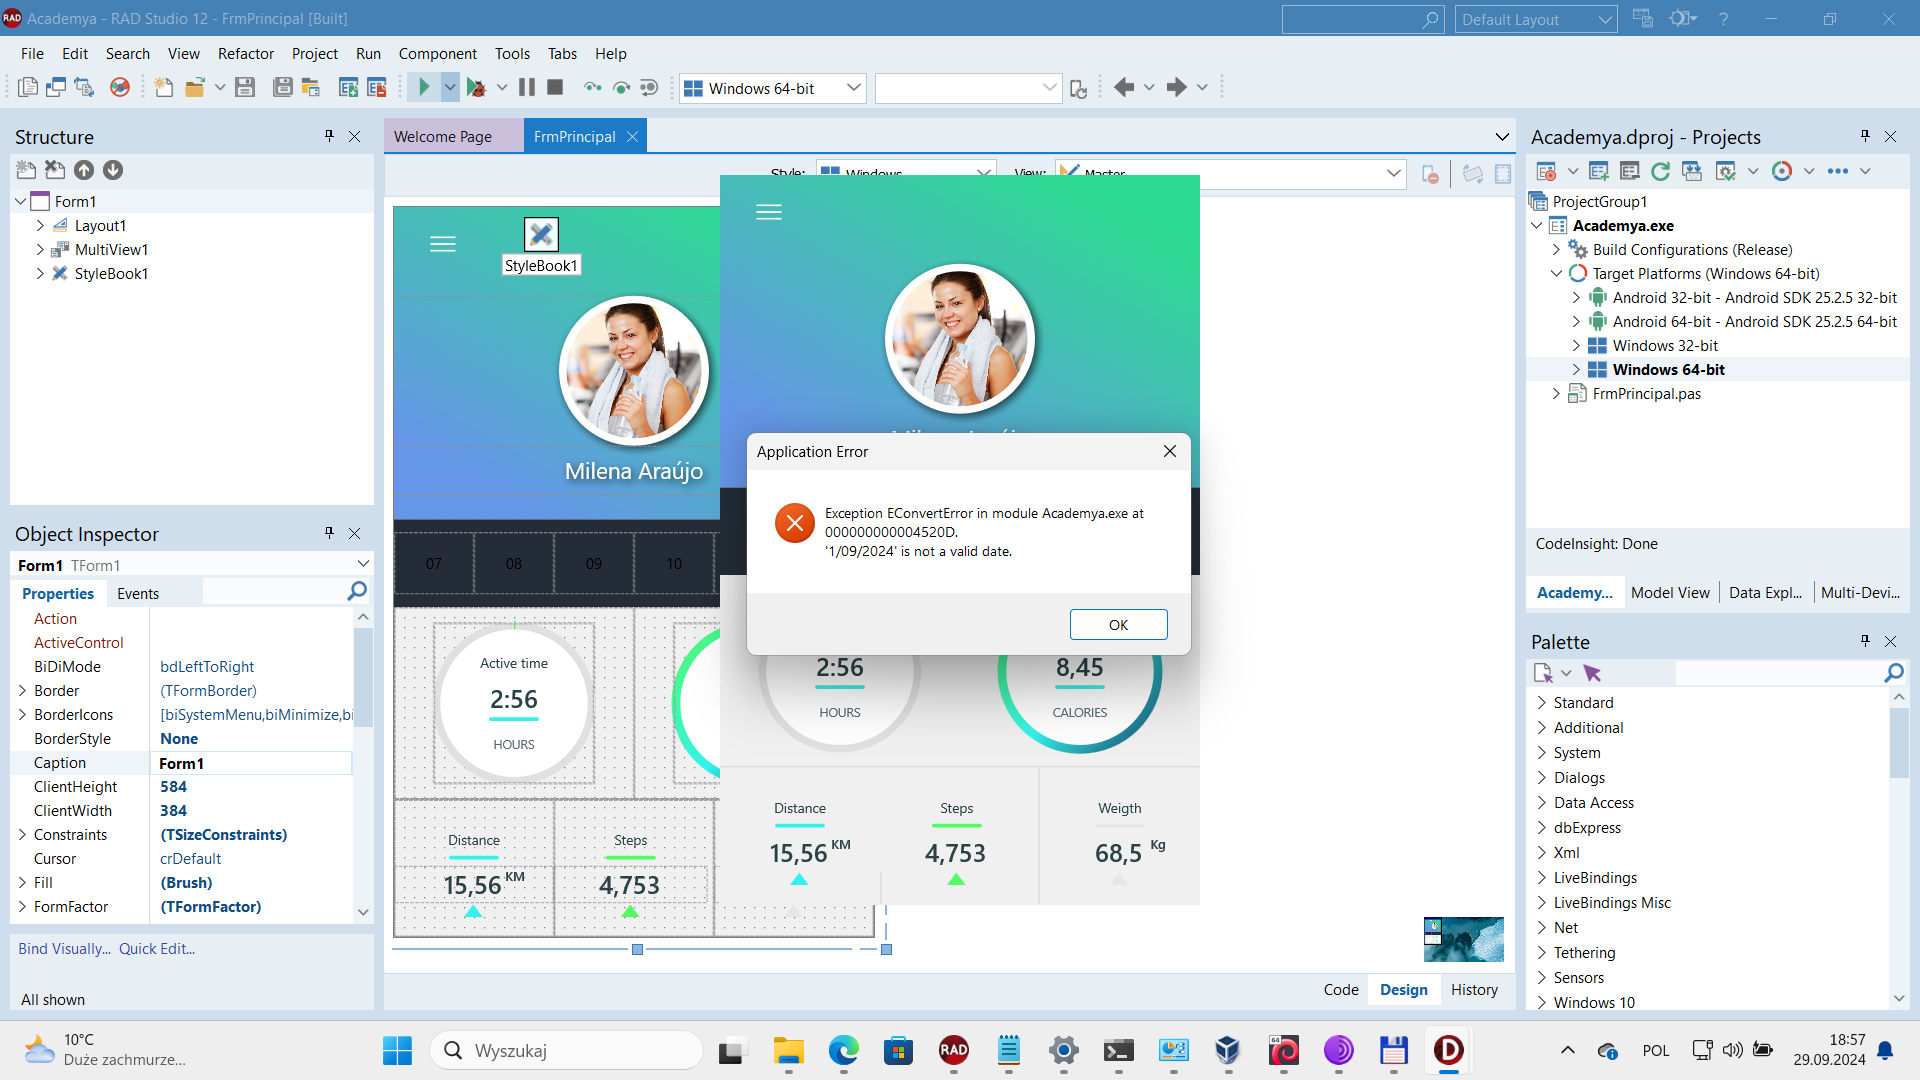 Academya - RAD Studio 12 - FrmPrincipal [Built]
Default Layout
File Edit Search View Refactor Project Run Component Tools Tabs Help
Windows 64-bit
Structure
Form1
Layout1
MultiView1
StyleBook1
Object Inspector
Form1 TForm1
Properties Events
Action
ActiveControl
BiDiMode bdLeftToRight
Border (TFormBorder)
BorderIcons [biSystemMenu,biMinimize,bi
BorderStyle None
Caption Form1
ClientHeight 584
ClientWidth 384
Constraints (TSizeConstraints)
Cursor crDefault
Fill (Brush)
FormFactor (TFormFactor)
Bind Visually... Quick Edit...
All shown
Welcome Page FrmPrincipal
Style: Windows View: Master
StyleBook1
Milena Araújo
07 08 09 10
Active time
2:56
HOURS
Distance
15,56 KM
Steps
4,753
Application Error
Exception EConvertError in module Academya.exe at
000000000004520D.
'1/09/2024' is not a valid date.
OK
2:56
HOURS
8,45
CALORIES
Distance
15,56 KM
Steps
4,753
Weigth
68,5 Kg
Code Design History
Academya.dproj - Projects
ProjectGroup1
Academya.exe
Build Configurations (Release)
Target Platforms (Windows 64-bit)
Android 32-bit - Android SDK 25.2.5 32-bit
Android 64-bit - Android SDK 25.2.5 64-bit
Windows 32-bit
Windows 64-bit
FrmPrincipal.pas
CodeInsight: Done
Academy... Model View Data Expl... Multi-Devi...
Palette
Standard
Additional
System
Dialogs
Data Access
dbExpress
Xml
LiveBindings
LiveBindings Misc
Net
Tethering
Sensors
Windows 10
10°C
Duże zachmurze...
Wyszukaj
RAD
64
POL
18:57
29.09.2024